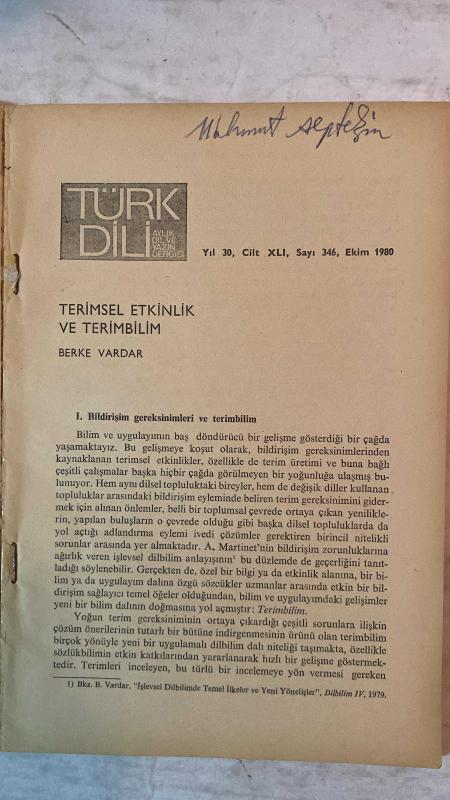 Mahmut
TÜRK
DİLİ
AYLIK
DİL VE
YAZIN
DERGİSİ
Yıl 30, Cilt XLI, Sayı 346, Ekim 1980
TERİMSEL ETKİNLİK
VE TERİMBİLİM
BERKE VARDAR
I. Bildirişim gereksinimleri ve terimbilim
Bilim ve uygulayımın baş döndürücü bir gelişme gösterdiği bir çağda
yaşamaktayız. Bu gelişmeye koşut olarak, bildirişim gereksinimlerinden
kaynaklanan terimsel etkinlikler, özellikle de terim üretimi ve buna bağlı
çeşitli çalışmalar başka hiçbir çağda görülmeyen bir yoğunluğa ulaşmış bu-
lunuyor. Hem aynı dilsel topluluktaki bireyler, hem de değişik diller kullanan
topluluklar arasındaki bildirişim eyleminde beliren terim gereksinimini gider-
mek için alınan önlemler, belli bir toplumsal çevrede ortaya çıkan yenilikle-
rin, yapılan buluşların o çevrede olduğu gibi başka dilsel topluluklarda da
yol açtığı adlandırma eylemi ivedi çözümler gerektiren birincil nitelikli
sorunlar arasında yer almaktadır. A. Martinet'nin bildirişim zorunluklarına
ağırlık veren işlevsel dilbilim anlayışının¹ bu düzlemde de geçerliğini tanıt-
ladığı söylenebilir. Gerçekten de, özel bir bilgi ya da etkinlik alanına, bir bi-
lim ya da uygulayım dalına özgü sözcükler uzmanlar arasında etkin bir bil-
dirişim sağlayıcı temel öğeler olduğundan, bilim ve uygulayımdaki gelişimler
yeni bir bilim dalının doğmasına yol açmıştır: Terimbilim.
Yoğun terim gereksiniminin ortaya çıkardığı çeşitli sorunlara ilişkin
çözüm önerilerinin tutarlı bir bütüne indirgenmesinin ürünü olan terimbilim
birçok yönüyle yeni bir uygulamalı dilbilim dalı niteliği taşımakta, özellikle
sözlükbilimin etkin katkılarından yararlanarak hızlı bir gelişme göstermek-
tedir. Terimleri inceleyen, bu türlü bir incelemeye yön vermesi gereken
1) Bkz. B. Vardar, "İşlevsel Dilbilimde Temel İlkeler ve Yeni Yönelişler", Dilbilim IV, 1979.